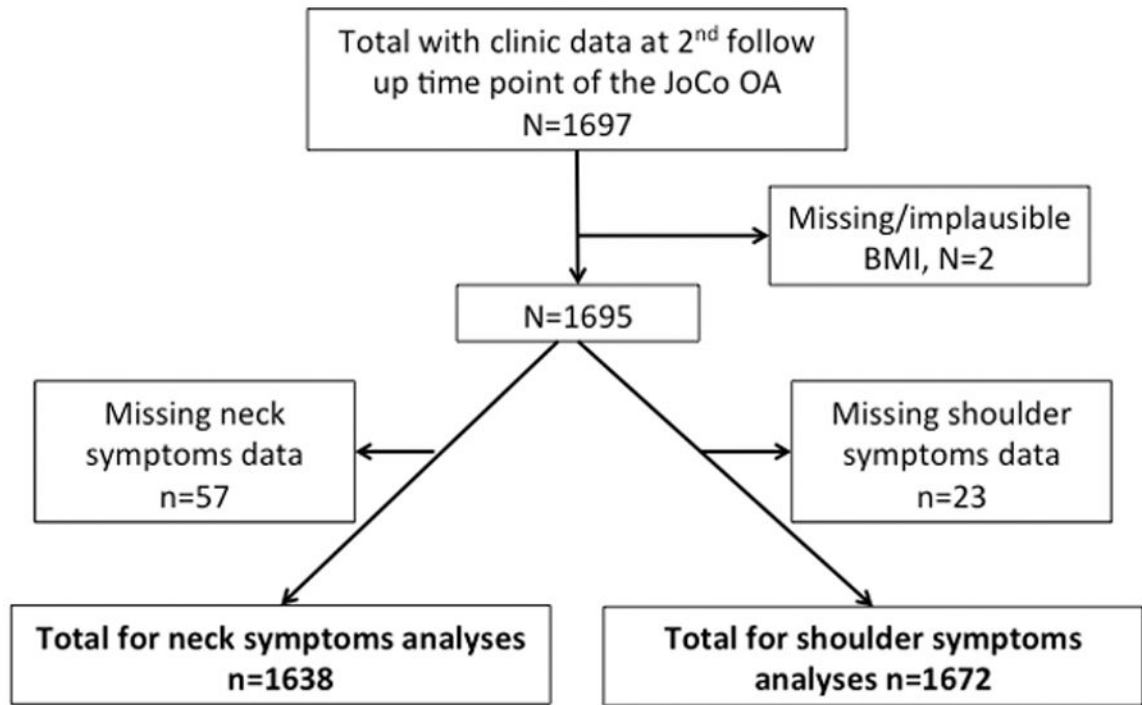 Total with clinic data at 2nd follow
up time point of the JoCo OA
N=1697
Missing/implausible
BMI, N=2
N=1695
Missing neck
symptoms data
n=57
Missing shoulder
symptoms data
n=23
Total for neck symptoms analyses
n=1638
Total for shoulder symptoms
analyses n=1672